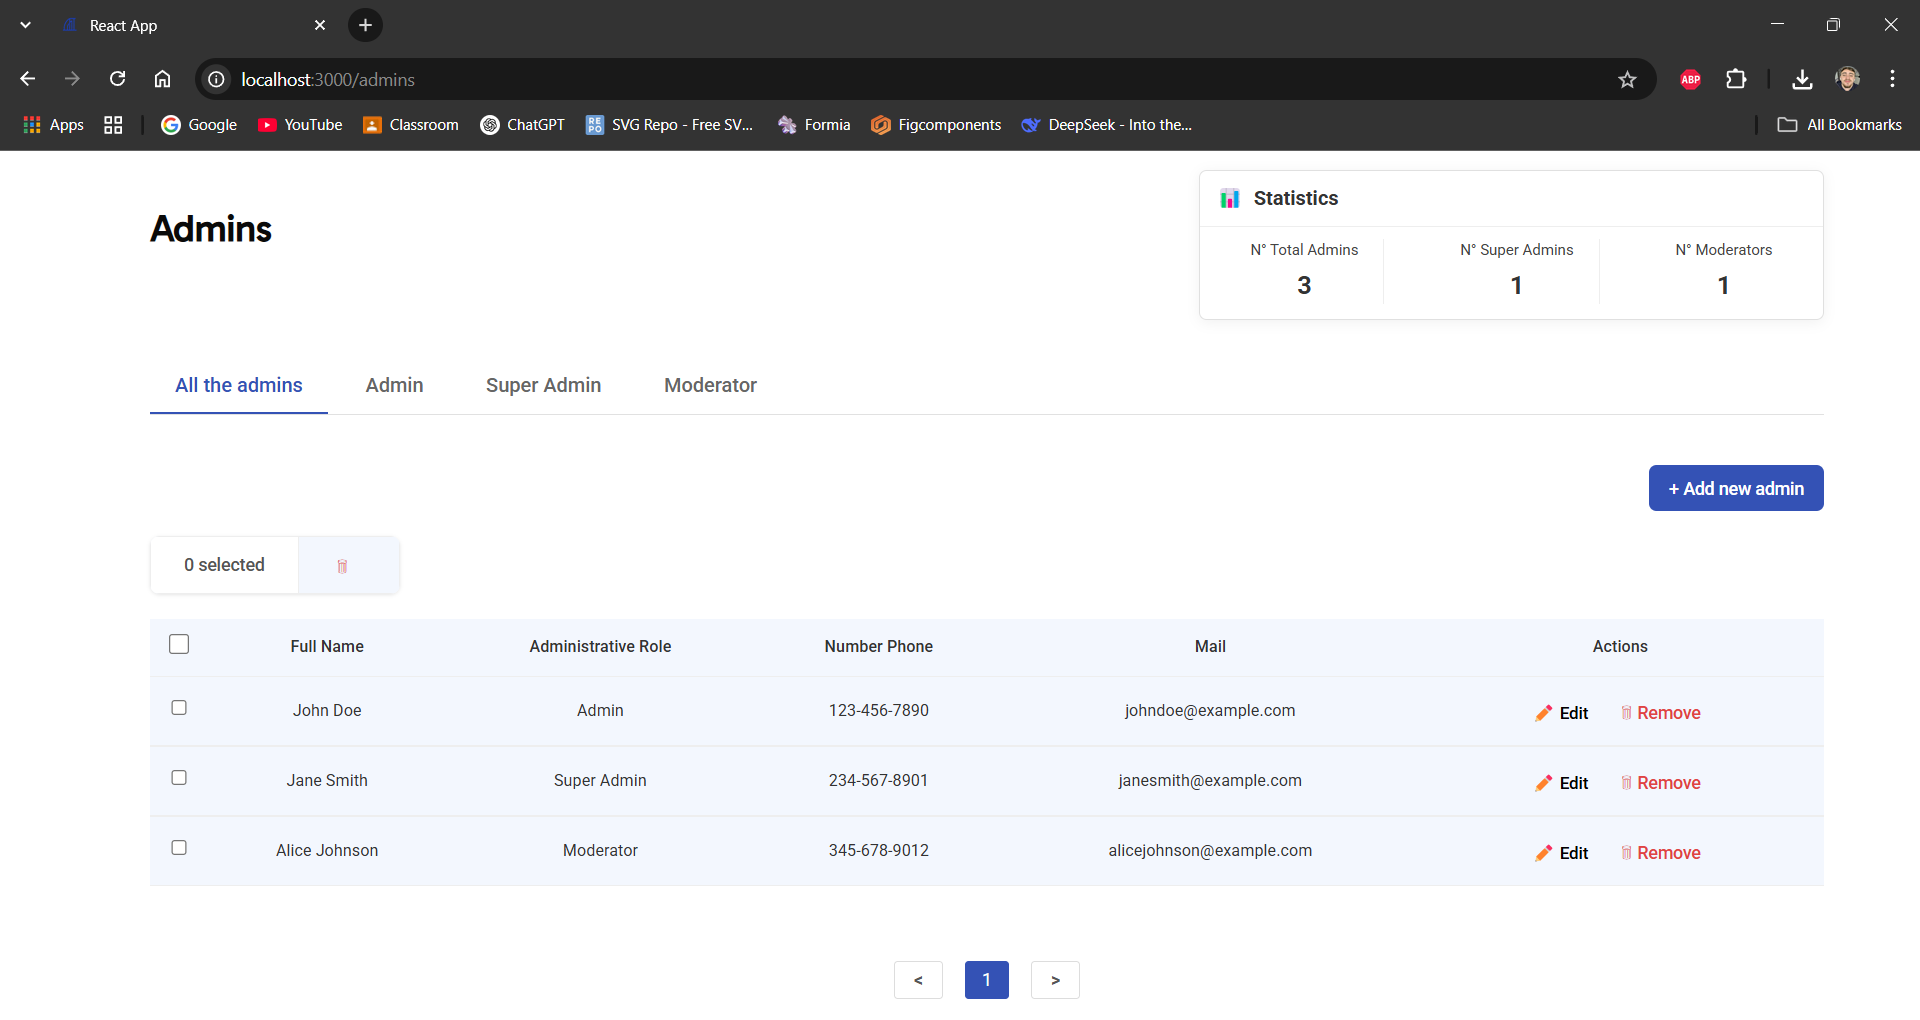 React App
localhost:3000/admins
ABP
Apps
Google
YouTube
Classroom
ChatGPT
RE PO
SVG Repo - Free SV...
Formia
Figcomponents
DeepSeek - Into the...
All Bookmarks
Admins
Statistics
N° Total Admins N° Super Admins N° Moderators
3 1 1
All the admins Admin Super Admin Moderator
+ Add new admin
0 selected
Full Name Administrative Role Number Phone Mail Actions
John Doe Admin 123-456-7890 johndoe@example.com Edit Remove
Jane Smith Super Admin 234-567-8901 janesmith@example.com Edit Remove
Alice Johnson Moderator 345-678-9012 alicejohnson@example.com Edit Remove
< 1 >